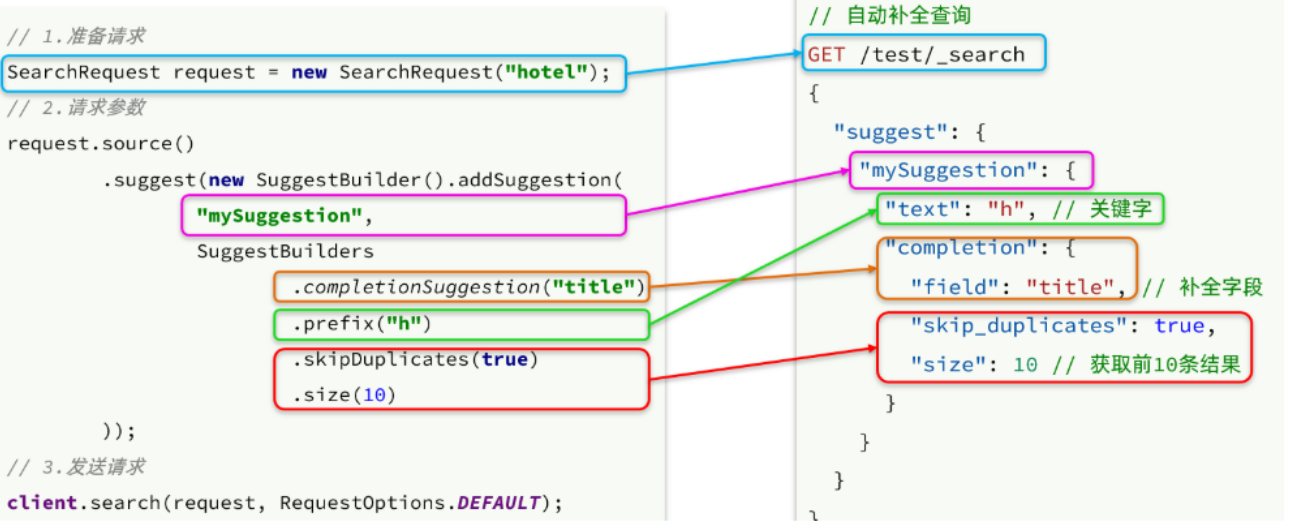 // 1.准备请求
SearchRequest request = new SearchRequest("hotel");
// 2.请求参数
request.source()
.suggest(new SuggestBuilder().addSuggestion(
"mySuggestion",
SuggestBuilders
.completionSuggestion("title")
.prefix("h")
.skipDuplicates(true)
.size(10)
));
// 3.发送请求
client.search(request, RequestOptions.DEFAULT);
// 自动补全查询
GET /test/_search
{
"suggest": {
"mySuggestion": {
"text": "h", // 关键字
"completion": {
"field": "title", // 补全字段
"skip_duplicates": true,
"size": 10 // 获取前10条结果
}
}
}
}